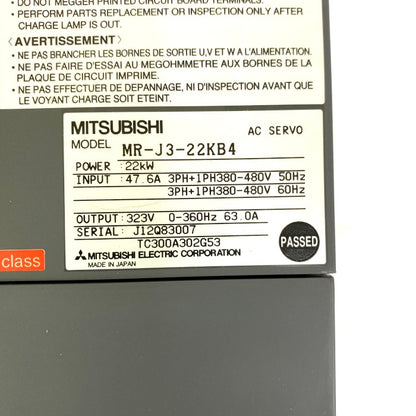 • DO NOT MEGGER PRINTED CIRCUIT BOARD TERMINALS.
• PERFORM PARTS REPLACEMENT OR INSPECTION ONLY AFTER
CHARGE LAMP IS OUT.
〈AVERTISSEMENT〉
• NE PAS BRANCHER LES BORNES DE SORTIE U,V ET W A L'ALIMENTATION.
• NE PAS FAIRE D'ESSAI AU MEGOHMMETRE AUX BORNES DE LA
PLAQUE DE CIRCUIT IMPRIME.
• NE PAS EFFECTUER DE DEPANNAGE, NI D'INSPECTION AVANT QUE
LE VOYANT CHARGE SOIT ETEINT.
MITSUBISHI AC SERVO
MODEL MR-J3-22KB4
POWER :22kW
INPUT :47.6A 3PH+1PH380-480V 50Hz
3PH+1PH380-480V 60Hz
OUTPUT:323V 0-360Hz 63.0A
SERIAL: J12Q83007
TC300A302G53
MITSUBISHI ELECTRIC CORPORATION
MADE IN JAPAN
PASSED
class